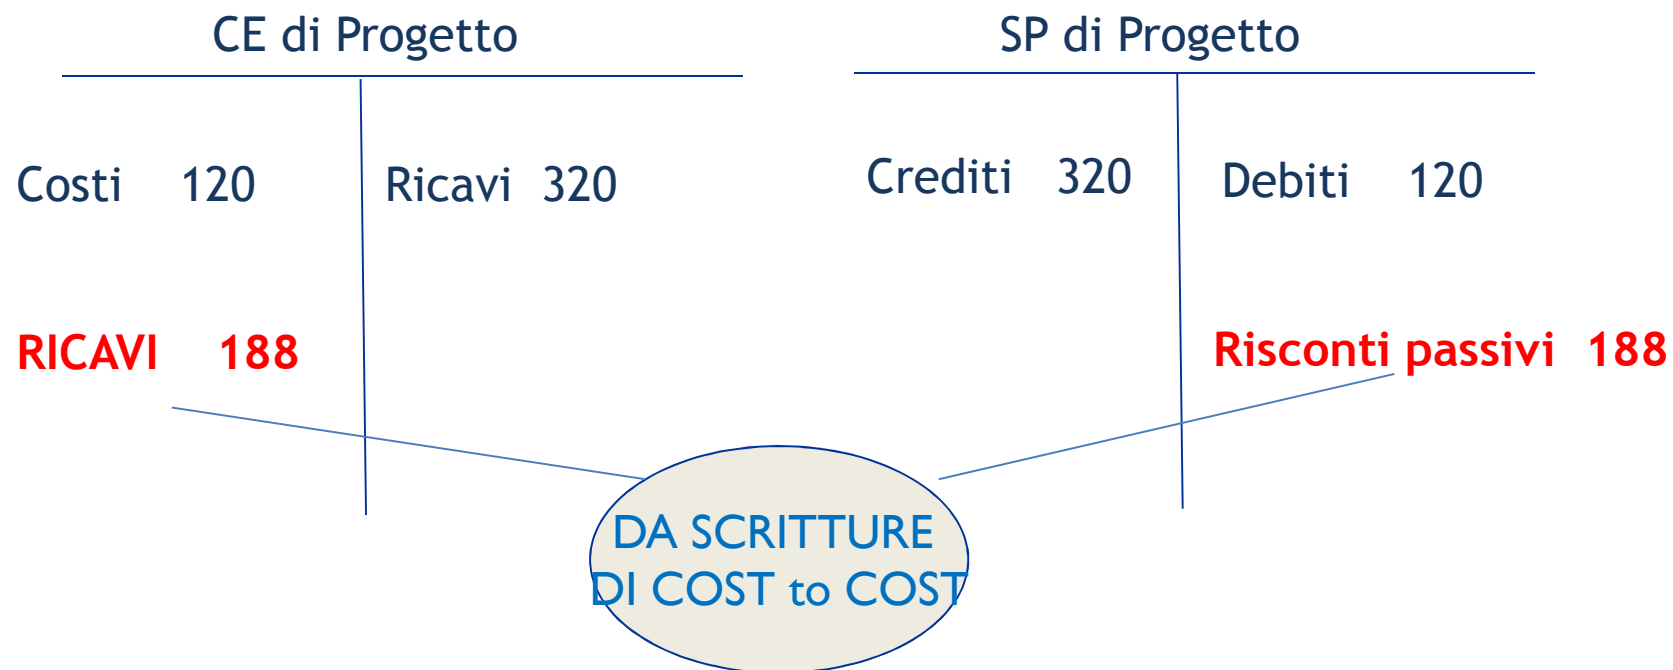 CE di Progetto
Costi 120
Ricavi 320
RICAVI 188
SP di Progetto
Crediti 320
Debiti 120
Risconti passivi 188
DA SCRITTURE
DI COST to COST